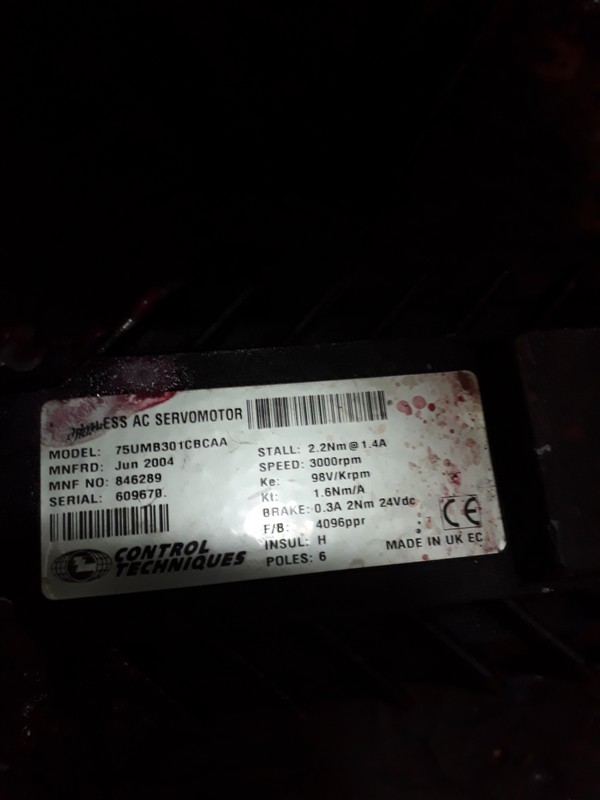 LESS AC SERVOMOTOR
MODEL: 75UMB301CBCAA
MNFRD: Jun 2004
MNF NO: 846289
SERIAL: 60967
CONTROL
TECHNIQUES
STALL: 2.2Nm @ 1.4A
SPEED: 3000rpm
Ke: 98V/Krpm
Kt: 1.6Nm/A
BRAKE: 0.3A 2Nm 24Vdc
F/B: 4096ppr
INSUL: H
POLES: 6
CE
MADE IN UK EC